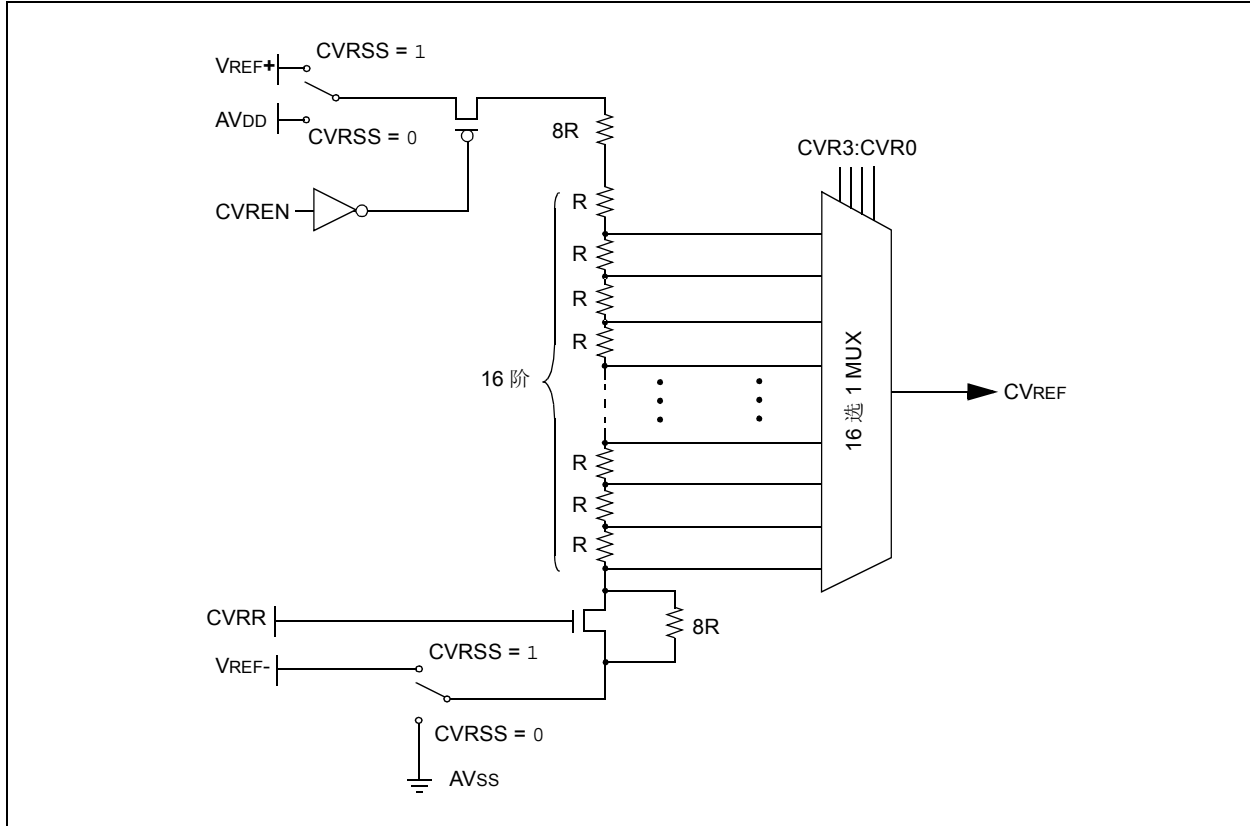 CVRSS = 1
VREF+
AVDD
CVRSS = 0
8R
CVR3:CVR0
CVREN
R
R
R
R
16 阶
16 选 1 MUX
CVREF
R
R
R
CVRR
8R
CVRSS = 1
VREF-
CVRSS = 0
AVSS